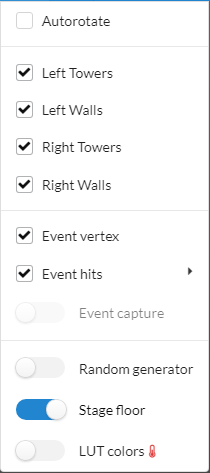 Autorotate
Left Towers
Left Walls
Right Towers
Right Walls
Event vertex
Event hits
Event capture
Random generator
Stage floor
LUT colors